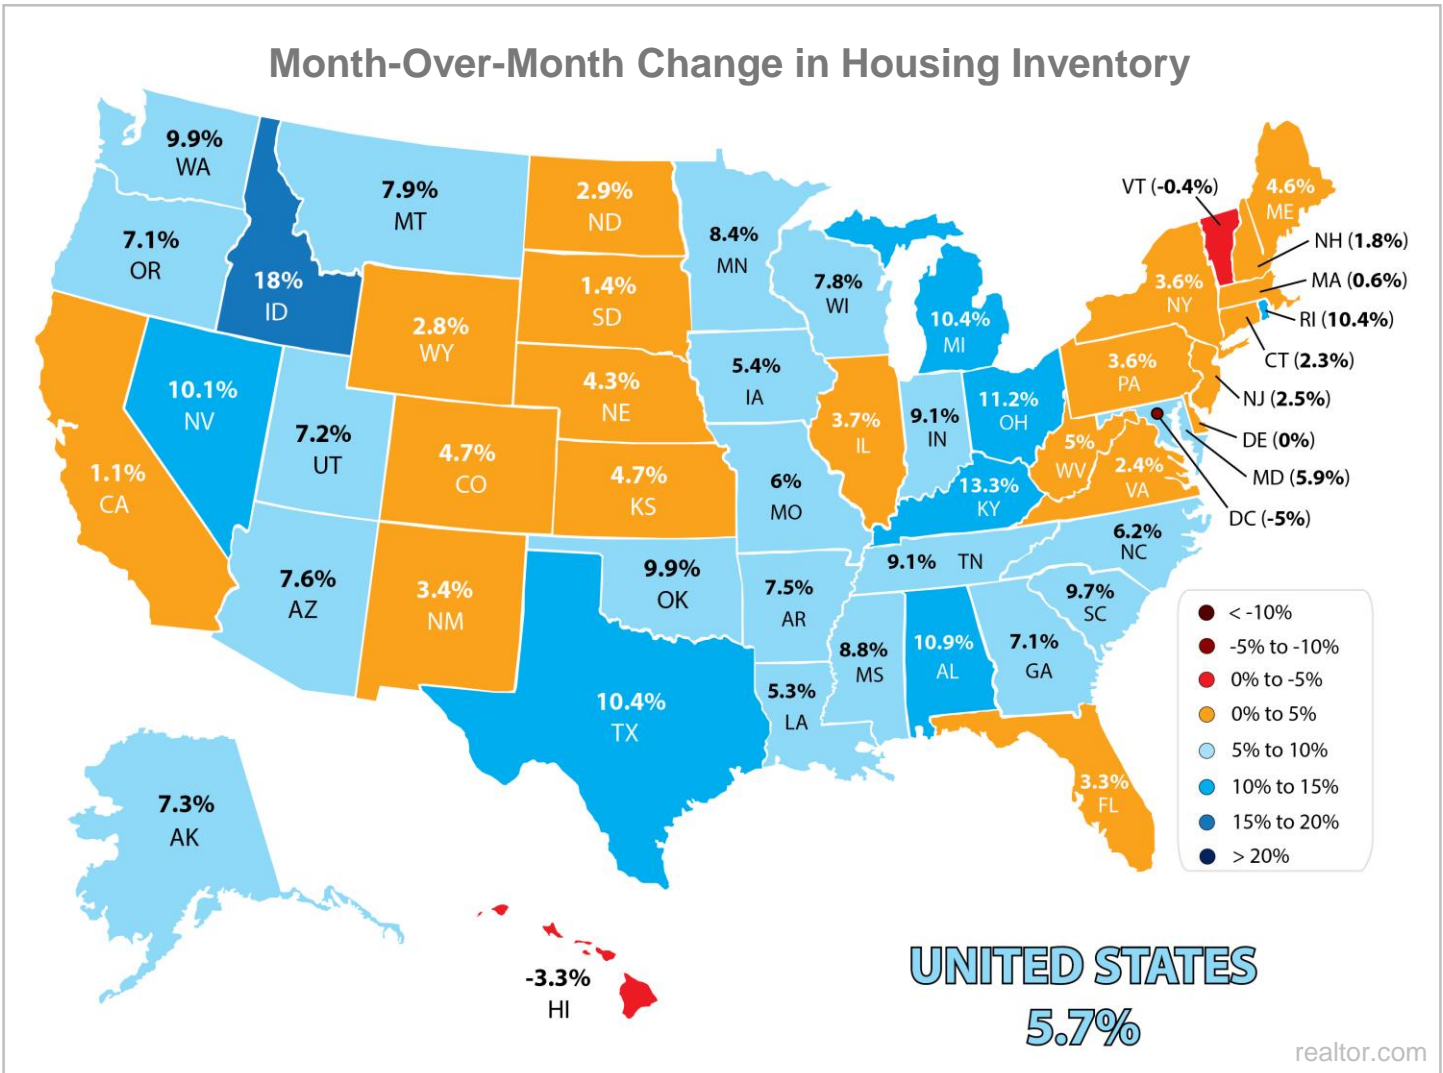 Month-Over-Month Change in Housing Inventory
9.9%
WA
7.1%
OR
18%
ID
7.9%
MT
2.9%
ND
8.4%
MN
7.8%
WI
10.4%
MI
VT (-0.4%)
4.6%
ME
NH (1.8%)
MA (0.6%)
RI (10.4%)
CT (2.3%)
NJ (2.5%)
DE (0%)
MD (5.9%)
DC (-5%)
3.6%
NY
3.6%
PA
1.4%
SD
2.8%
WY
4.3%
NE
5.4%
IA
3.7%
IL
9.1%
IN
11.2%
OH
5%
WV
2.4%
VA
13.3%
KY
10.1%
NV
1.1%
CA
7.2%
UT
4.7%
CO
4.7%
KS
6%
MO
9.1% TN
6.2%
NC
9.7%
SC
7.6%
AZ
3.4%
NM
9.9%
OK
7.5%
AR
8.8%
MS
10.9%
AL
7.1%
GA
10.4%
TX
5.3%
LA
3.3%
FL
7.3%
AK
-3.3%
HI
< -10%
-5% to -10%
0% to -5%
0% to 5%
5% to 10%
10% to 15%
15% to 20%
> 20%
UNITED STATES
5.7%
realtor.com